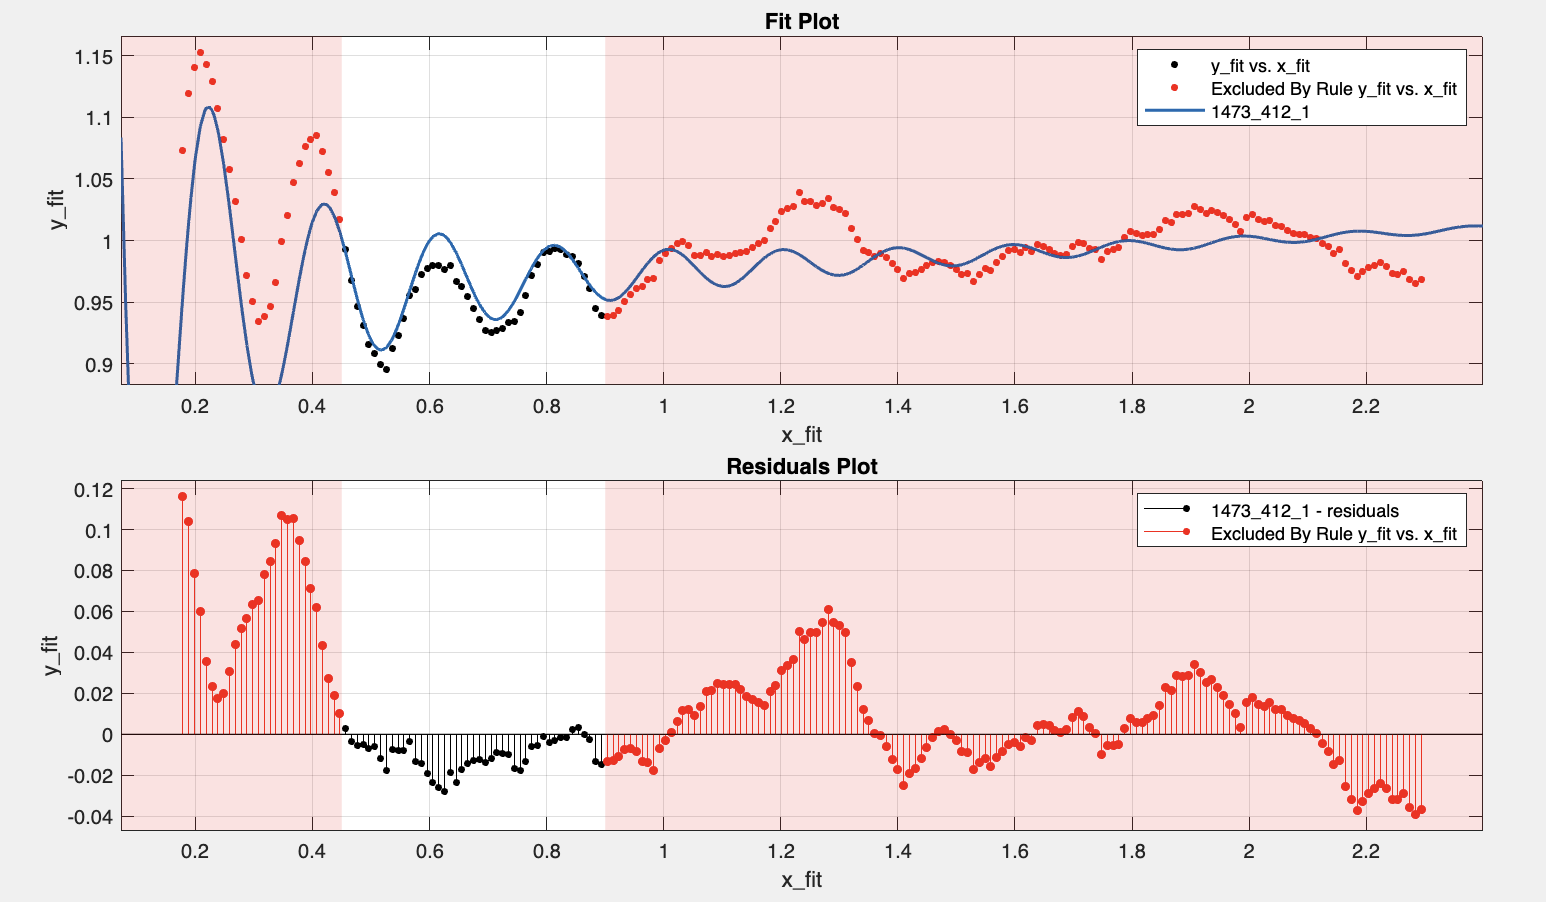 Fit Plot
1.15
1.1
1.05
1
0.95
0.9
y_fit
y_fit vs. x_fit
Excluded By Rule y_fit vs. x_fit
1473_412_1
0.2 0.4 0.6 0.8 1 1.2 1.4 1.6 1.8 2 2.2
x_fit
Residuals Plot
0.12
0.1
0.08
0.06
0.04
0.02
0
-0.02
-0.04
y_fit
1473_412_1 - residuals
Excluded By Rule y_fit vs. x_fit
0.2 0.4 0.6 0.8 1 1.2 1.4 1.6 1.8 2 2.2
x_fit